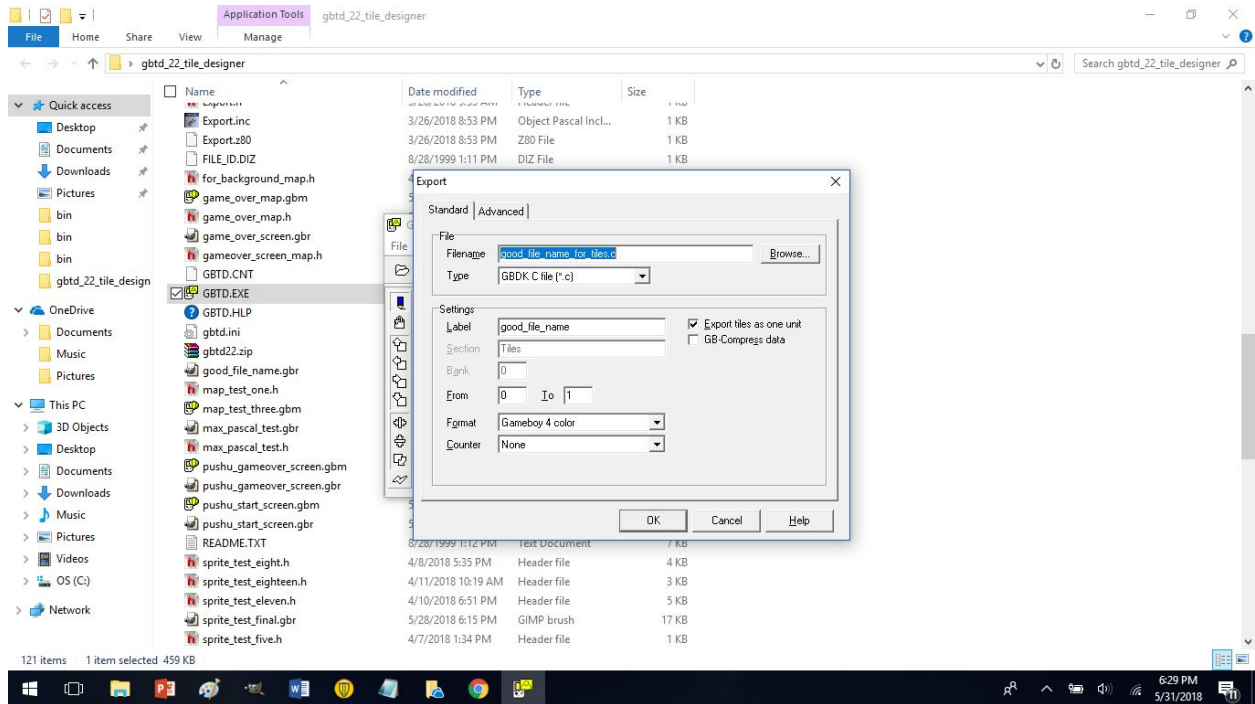 Application Tools gbtd_22_tile_designer
File Home Share View Manage
gbtd_22_tile_designer
Search gbtd_22_tile_designer
Name Date modified Type Size
Quick access
Desktop
Documents
Downloads
Pictures
bin
bin
bin
gbtd_22_tile_design
OneDrive
Documents
Music
Pictures
This PC
3D Objects
Desktop
Documents
Downloads
Music
Pictures
Videos
OS (C:)
Network
Export.inc 3/26/2018 8:53 PM Object Pascal Incl... 1 KB
Export.z80 3/26/2018 8:53 PM Z80 File 1 KB
FILE_ID.DIZ 8/28/1999 1:11 PM DIZ File 1 KB
for_background_map.h 4
game_over_map.gbm 5
game_over_map.h
game_over_screen.gbr
gameover_screen_map.h
GBTD.CNT
GBTD.EXE
GBTD.HLP
gbtd.ini
gbtd22.zip
good_file_name.gbr
map_test_one.h
map_test_three.gbm
max_pascal_test.gbr
max_pascal_test.h
pushu_gameover_screen.gbm
pushu_gameover_screen.gbr
pushu_start_screen.gbm 5
pushu_start_screen.gbr 5
README.TXT 8/28/1999 1:12 PM Text Document 7 KB
sprite_test_eight.h 4/8/2018 5:35 PM Header file 4 KB
sprite_test_eighteen.h 4/11/2018 10:19 AM Header file 3 KB
sprite_test_eleven.h 4/10/2018 6:51 PM Header file 5 KB
sprite_test_final.gbr 5/28/2018 6:15 PM GIMP brush 17 KB
sprite_test_five.h 4/7/2018 1:34 PM Header file 1 KB
G
File
Export
Standard Advanced
File
Filename good_file_name_for_tiles.c Browse...
Type GBDK C file (*.c)
Settings
Label good_file_name Export tiles as one unit
Section Tiles GB-Compress data
Bank 0
From 0 To 1
Format Gameboy 4 color
Counter None
OK Cancel Help
121 items 1 item selected 459 KB
6:29 PM
5/31/2018
11